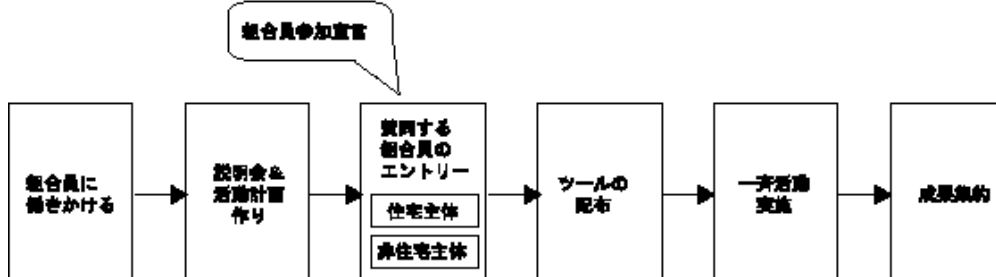 組合員参加宣言
組合員に
働きかける
説明会&
活動計画
作り
賛同する
組合員の
エントリー
住宅主体
非住宅主体
ツールの
配布
一斉活動
実施
成果集約